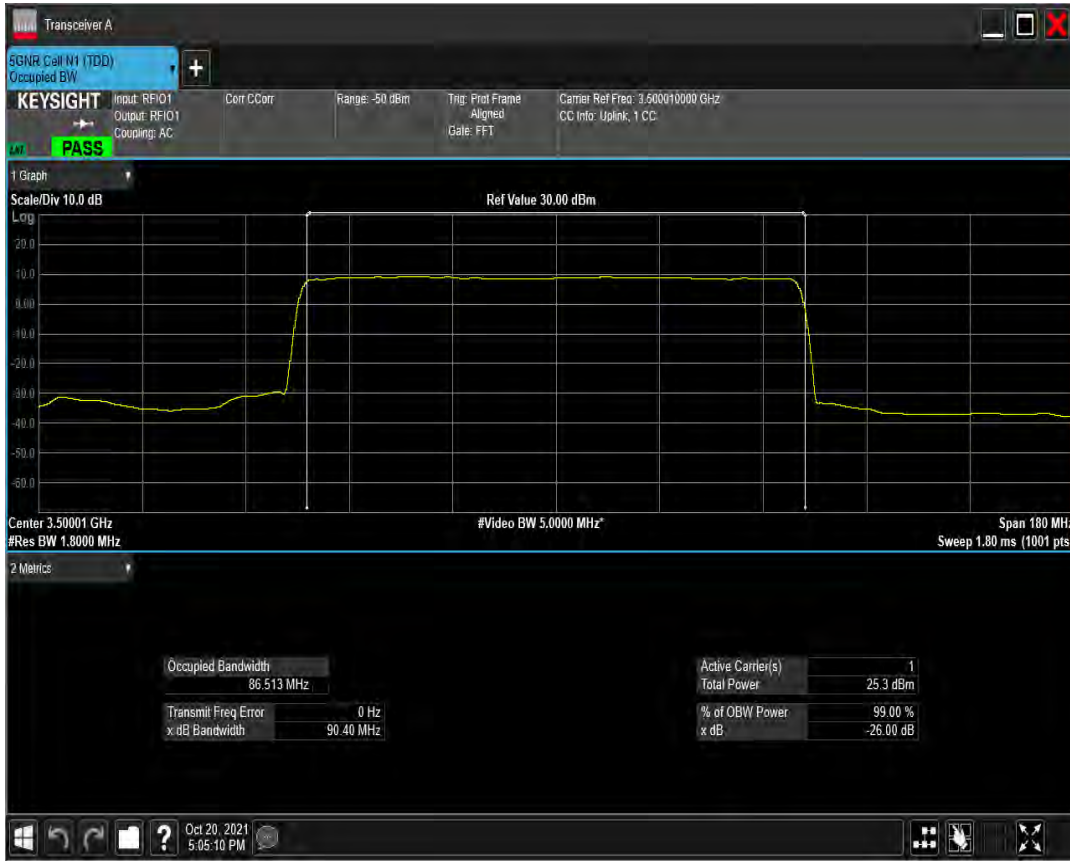 Transceiver A
5GNR Cell N1 (TDD)
Occupied BW
+
KEYSIGHT
Input: RFIO1
Output: RFIO1
Coupling: AC
Corr CCorr
Range: -50 dBm
Trig: Prot Frame
Aligned
Gate: FFT
Carrier Ref Freq: 3.500010000 GHz
CC Info: Uplink, 1 CC
PASS
1 Graph
Scale/Div 10.0 dB
Ref Value 30.00 dBm
Log
20.0
10.0
0.00
-10.0
-20.0
-30.0
-40.0
-50.0
-60.0
Center 3.50001 GHz
#Video BW 5.0000 MHz*
Span 180 MHz
#Res BW 1.8000 MHz
Sweep 1.80 ms (1001 pts
2 Metrics
Occupied Bandwidth
86.513 MHz
Transmit Freq Error 0 Hz
x dB Bandwidth 90.40 MHz
Active Carrier(s) 1
Total Power 25.3 dBm
% of OBW Power 99.00 %
x dB -26.00 dB
?
Oct 20, 2021
5:05:10 PM